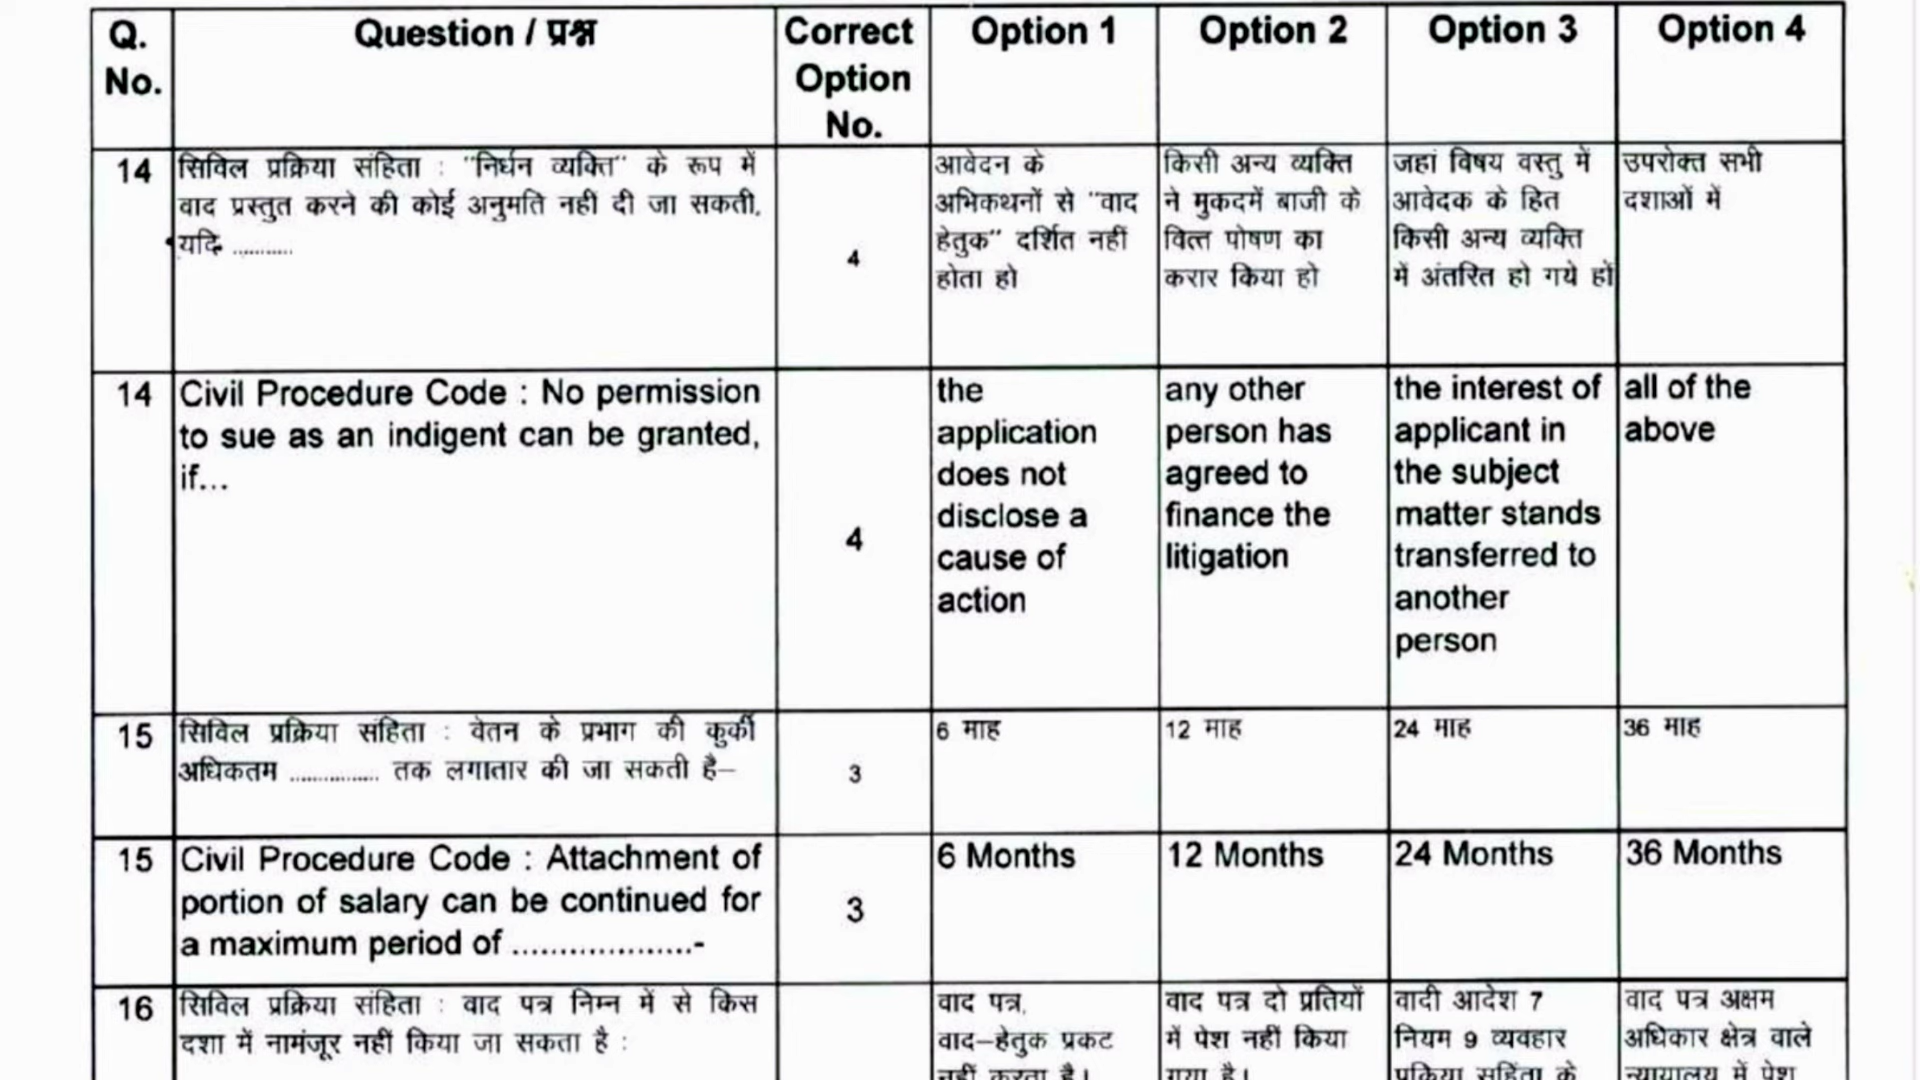 Q. No.
Question / प्रश्न
Correct Option No.
Option 1
Option 2
Option 3
Option 4
14
सिविल प्रक्रिया संहिता : "निर्धन व्यक्ति" के रूप में
वाद प्रस्तुत करने की कोई अनुमति नहीं दी जा सकती,
यदि ...........
4
आवेदन के
अभिकथनों से "वाद
हेतुक" दर्शित नहीं
होता हो
किसी अन्य व्यक्ति
ने मुकदमें बाजी के
वित्त पोषण का
करार किया हो
जहां विषय वस्तु में
आवेदक के हित
किसी अन्य व्यक्ति
में अंतरित हो गये हों
उपरोक्त सभी
दशाओं में
14
Civil Procedure Code : No permission
to sue as an indigent can be granted,
if...
4
the
application
does not
disclose a
cause of
action
any other
person has
agreed to
finance the
litigation
the interest of
applicant in
the subject
matter stands
transferred to
another
person
all of the
above
15
सिविल प्रक्रिया संहिता : वेतन के प्रभाग की कुर्की
अधिकतम ................ तक लगातार की जा सकती है–
3
6 माह
12 माह
24 माह
36 माह
15
Civil Procedure Code : Attachment of
portion of salary can be continued for
a maximum period of ...................-
3
6 Months
12 Months
24 Months
36 Months
16
सिविल प्रक्रिया संहिता : वाद पत्र निम्न में से किस
दशा में नामंजूर नहीं किया जा सकता है :
वाद पत्र,
वाद–हेतुक प्रकट
नहीं करता है।
वाद पत्र दो प्रतियों
में पेश नहीं किया
गया है।
वादी आदेश 7
नियम 9 व्यवहार
प्रक्रिया सहिंता के
वाद पत्र अक्षम
अधिकार क्षेत्र वाले
न्यायालय में पेश